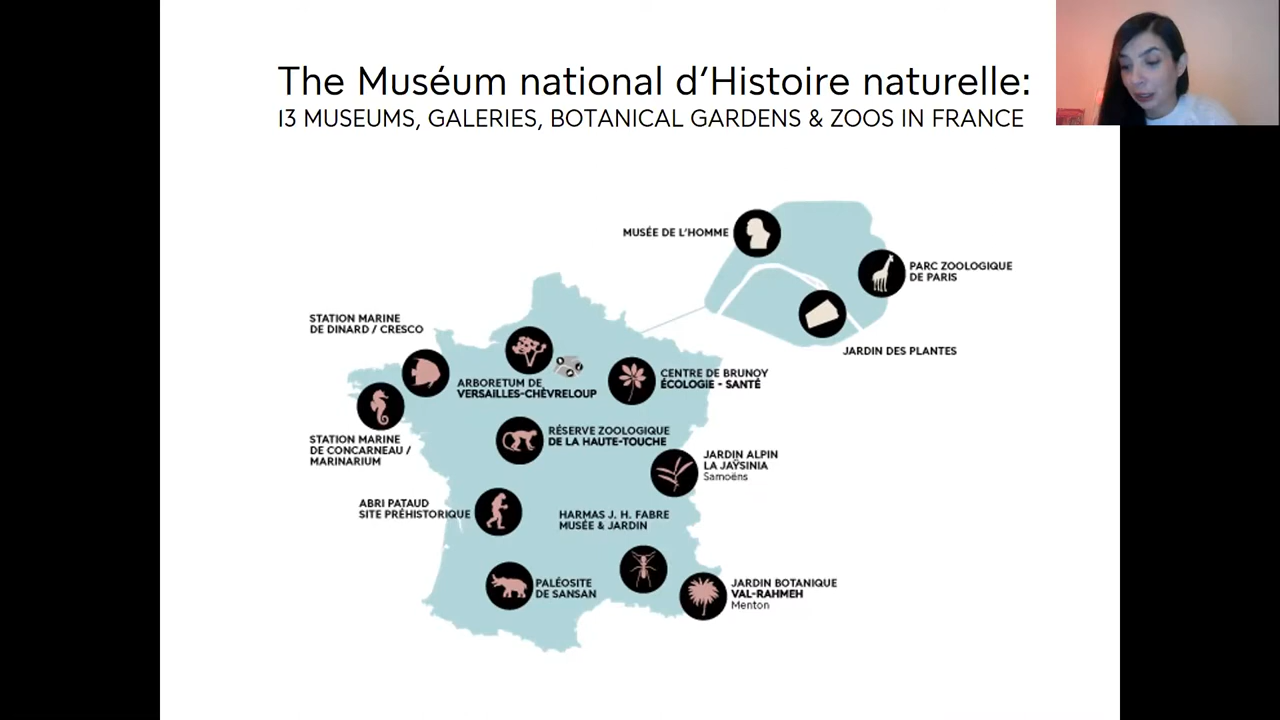 The Muséum national d’Histoire naturelle:
13 MUSEUMS, GALERIES, BOTANICAL GARDENS & ZOOS IN FRANCE
MUSÉE DE L’HOMME
PARC ZOOLOGIQUE
DE PARIS
JARDIN DES PLANTES
STATION MARINE
DE DINARD / CRESCO
ARBORETUM DE
VERSAILLES-CHÈVRELOUP
CENTRE DE BRUNOY
ÉCOLOGIE - SANTÉ
STATION MARINE
DE CONCARNEAU /
MARINARIUM
RÉSERVE ZOOLOGIQUE
DE LA HAUTE-TOUCHE
JARDIN ALPIN
LA JAŸSINIA
Samoëns
ABRI PATAUD
SITE PRÉHISTORIQUE
HARMAS J. H. FABRE
MUSÉE & JARDIN
PALÉOSITE
DE SANSAN
JARDIN BOTANIQUE
VAL-RAHMEH
Menton